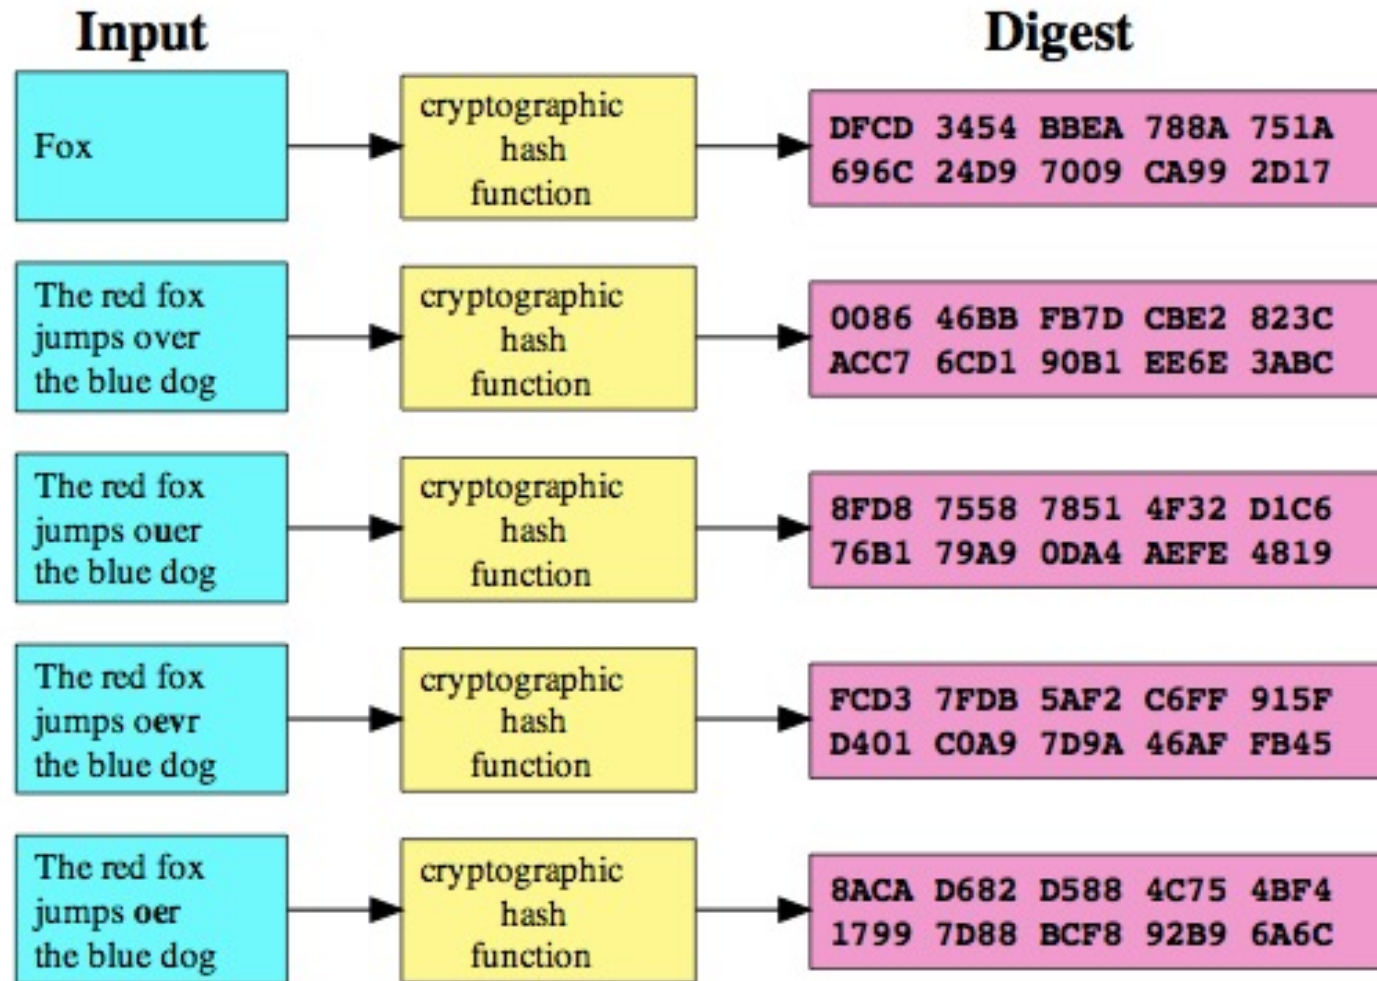 Input
Digest
Fox
cryptographic
hash
function
DFCD 3454 BBEA 788A 751A
696C 24D9 7009 CA99 2D17
The red fox
jumps over
the blue dog
cryptographic
hash
function
0086 46BB FB7D CBE2 823C
ACC7 6CD1 90B1 EE6E 3ABC
The red fox
jumps ouer
the blue dog
cryptographic
hash
function
8FD8 7558 7851 4F32 D1C6
76B1 79A9 0DA4 AEFE 4819
The red fox
jumps oevr
the blue dog
cryptographic
hash
function
FCD3 7FDB 5AF2 C6FF 915F
D401 C0A9 7D9A 46AF FB45
The red fox
jumps oer
the blue dog
cryptographic
hash
function
8ACA D682 D588 4C75 4BF4
1799 7D88 BCF8 92B9 6A6C